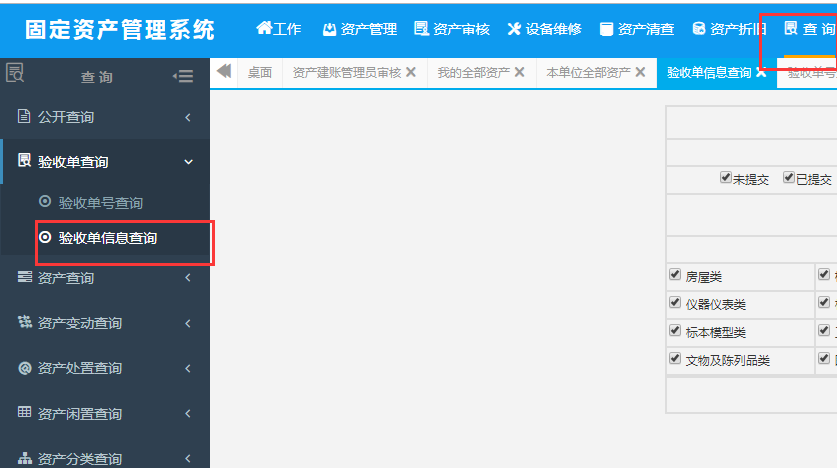 固定资产管理系统 工作 资产管理 资产审核 设备维修 资产清查 资产折旧 查 询
查 询 桌面 资产建账管理员审核 我的全部资产 本单位全部资产 验收单信息查询 验收单号
公开查询
验收单查询
未提交 已提交
验收单号查询
验收单信息查询
资产查询 房屋类
仪器仪表类
资产变动查询 标本模型类
资产处置查询 文物及陈列品类
资产闲置查询
资产分类查询